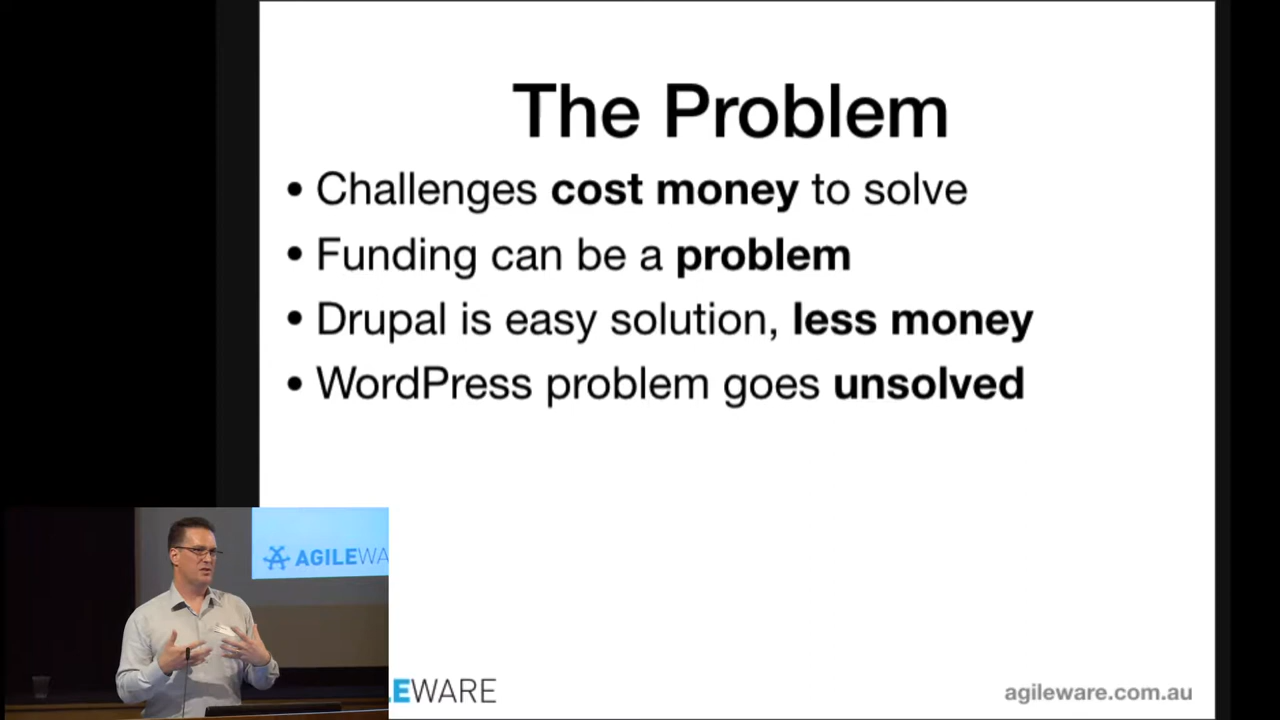 The Problem
• Challenges cost money to solve
• Funding can be a problem
• Drupal is easy solution, less money
• WordPress problem goes unsolved
AGILEWA
LEWARE
agileware.com.au